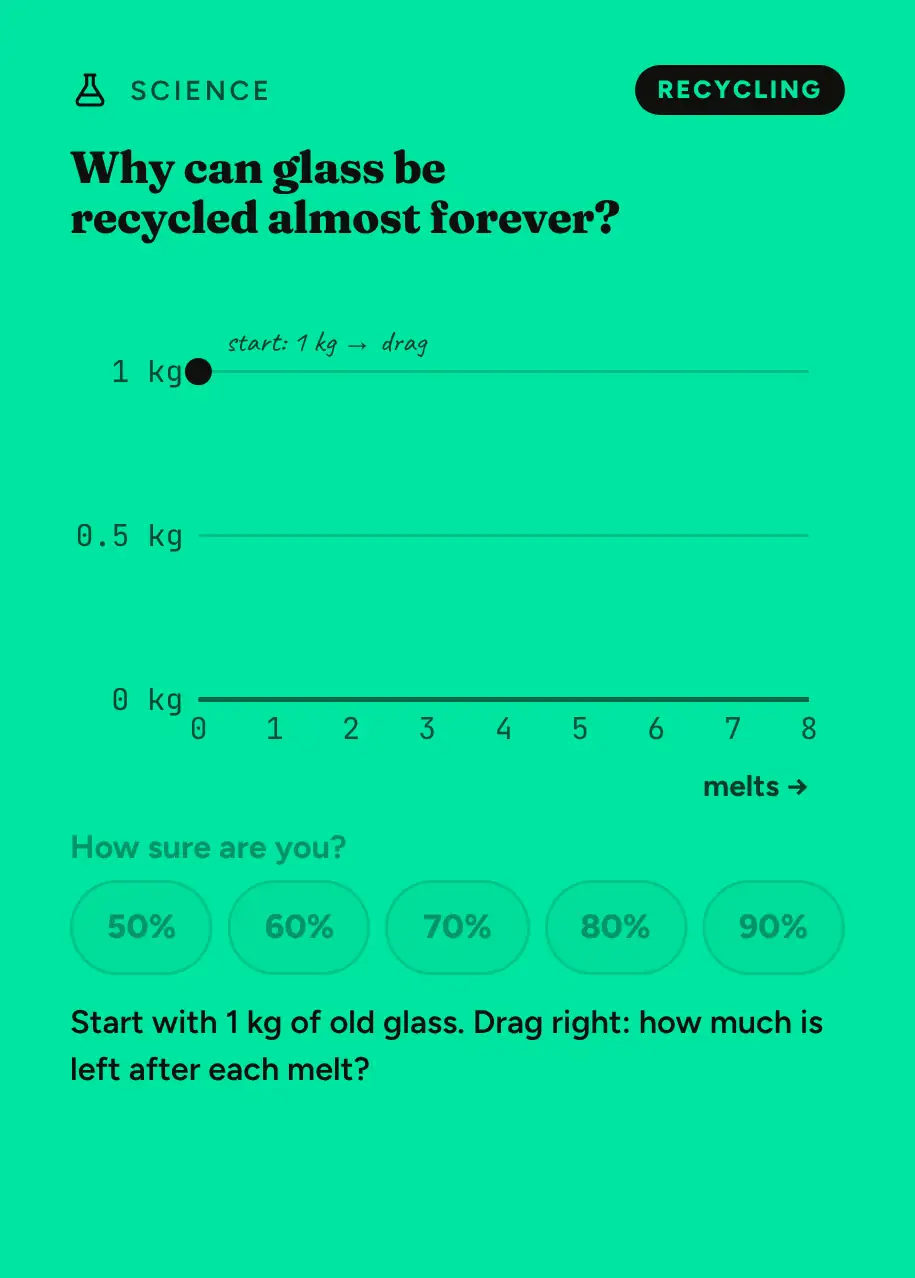 SCIENCE
RECYCLING
Why can glass be
recycled almost forever?
start: 1 kg → drag
1 kg
0.5 kg
0 kg
0 1 2 3 4 5 6 7 8
melts →
How sure are you?
50% 60% 70% 80% 90%
Start with 1 kg of old glass. Drag right: how much is
left after each melt?